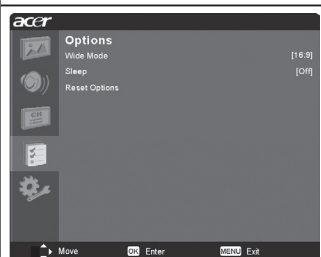 acer
Options
Wide Mode [16:9]
Sleep [Off]
Reset Options
CH
Move OK Enter MENU Exit